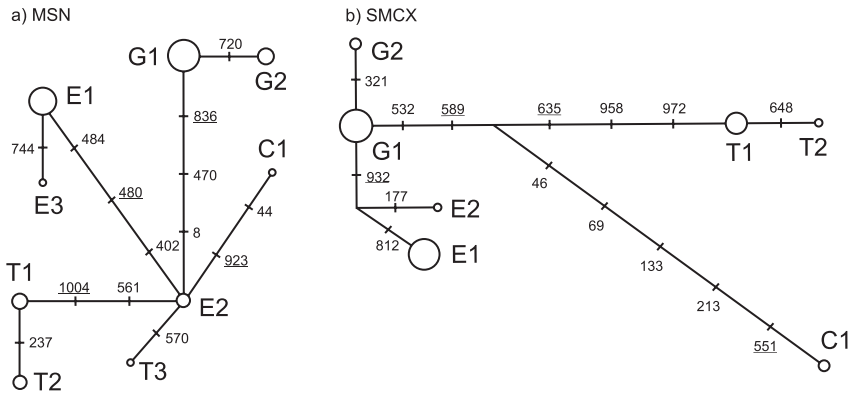 a) MSN
b) SMCX
G1
720
G2
E1
836
484
744
C1
E3
480
470
44
402
8
923
T1
1004
561
E2
237
570
T2
T3
G2
321
532
589
635
958
972
648
G1
T1
T2
932
46
177
E2
69
812
E1
133
213
551
C1